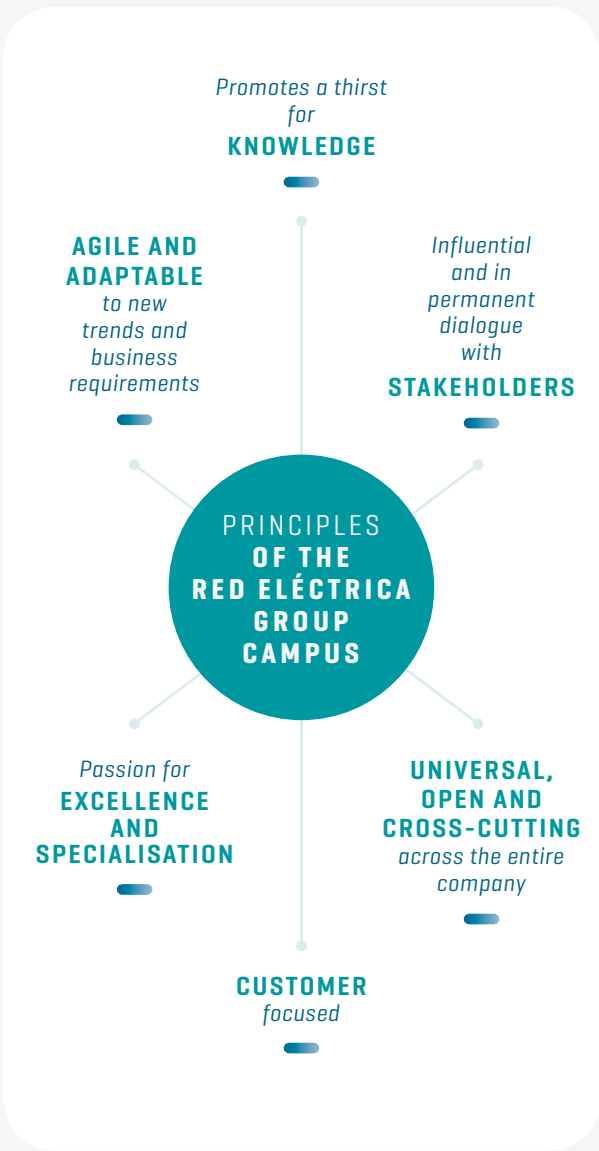 Promotes a thirst
for
KNOWLEDGE
AGILE AND
ADAPTABLE
to new
trends and
business
requirements
Influential
and in
permanent
dialogue
with
STAKEHOLDERS
PRINCIPLES
OF THE
RED ELÉCTRICA
GROUP
CAMPUS
Passion for
EXCELLENCE
AND
SPECIALISATION
UNIVERSAL,
OPEN AND
CROSS-CUTTING
across the entire
company
CUSTOMER
focused